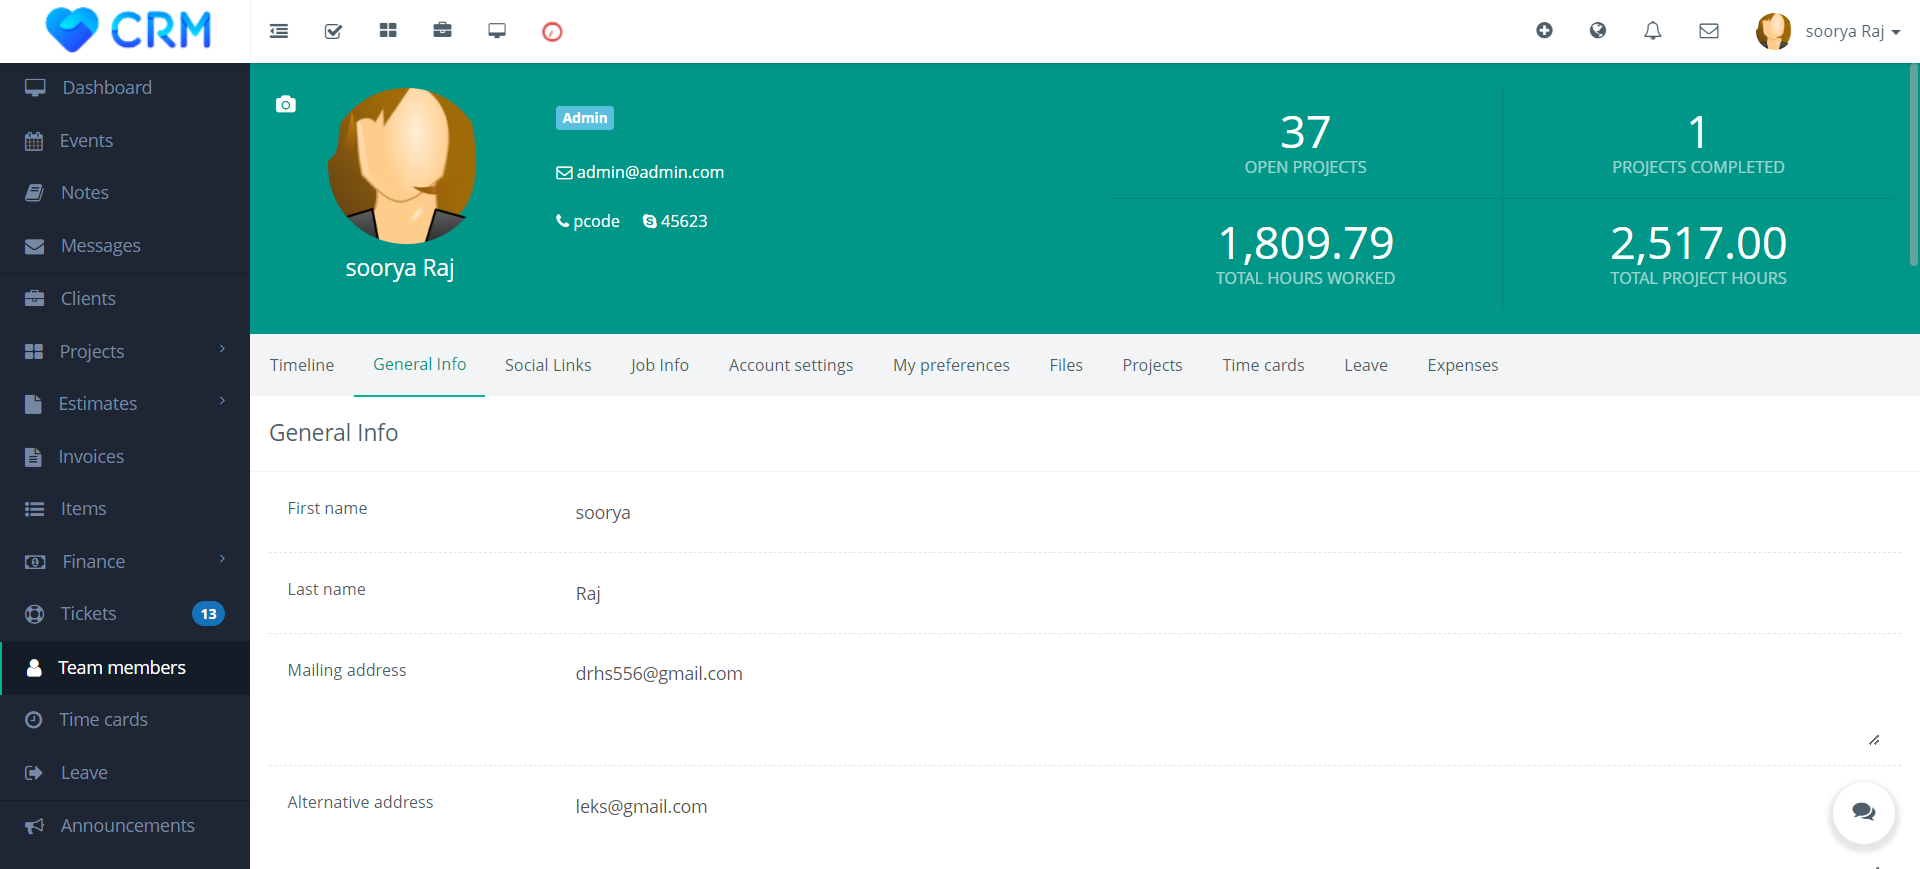 CRM
soorya Raj
Dashboard
Events
Notes
Messages
Clients
Projects
Estimates
Invoices
Items
Finance
Tickets 13
Team members
Time cards
Leave
Announcements
Admin
admin@admin.com
pcode 45623
soorya Raj
37
OPEN PROJECTS
1
PROJECTS COMPLETED
1,809.79
TOTAL HOURS WORKED
2,517.00
TOTAL PROJECT HOURS
Timeline General Info Social Links Job Info Account settings My preferences Files Projects Time cards Leave Expenses
General Info
First name soorya
Last name Raj
Mailing address drhs556@gmail.com
Alternative address leks@gmail.com